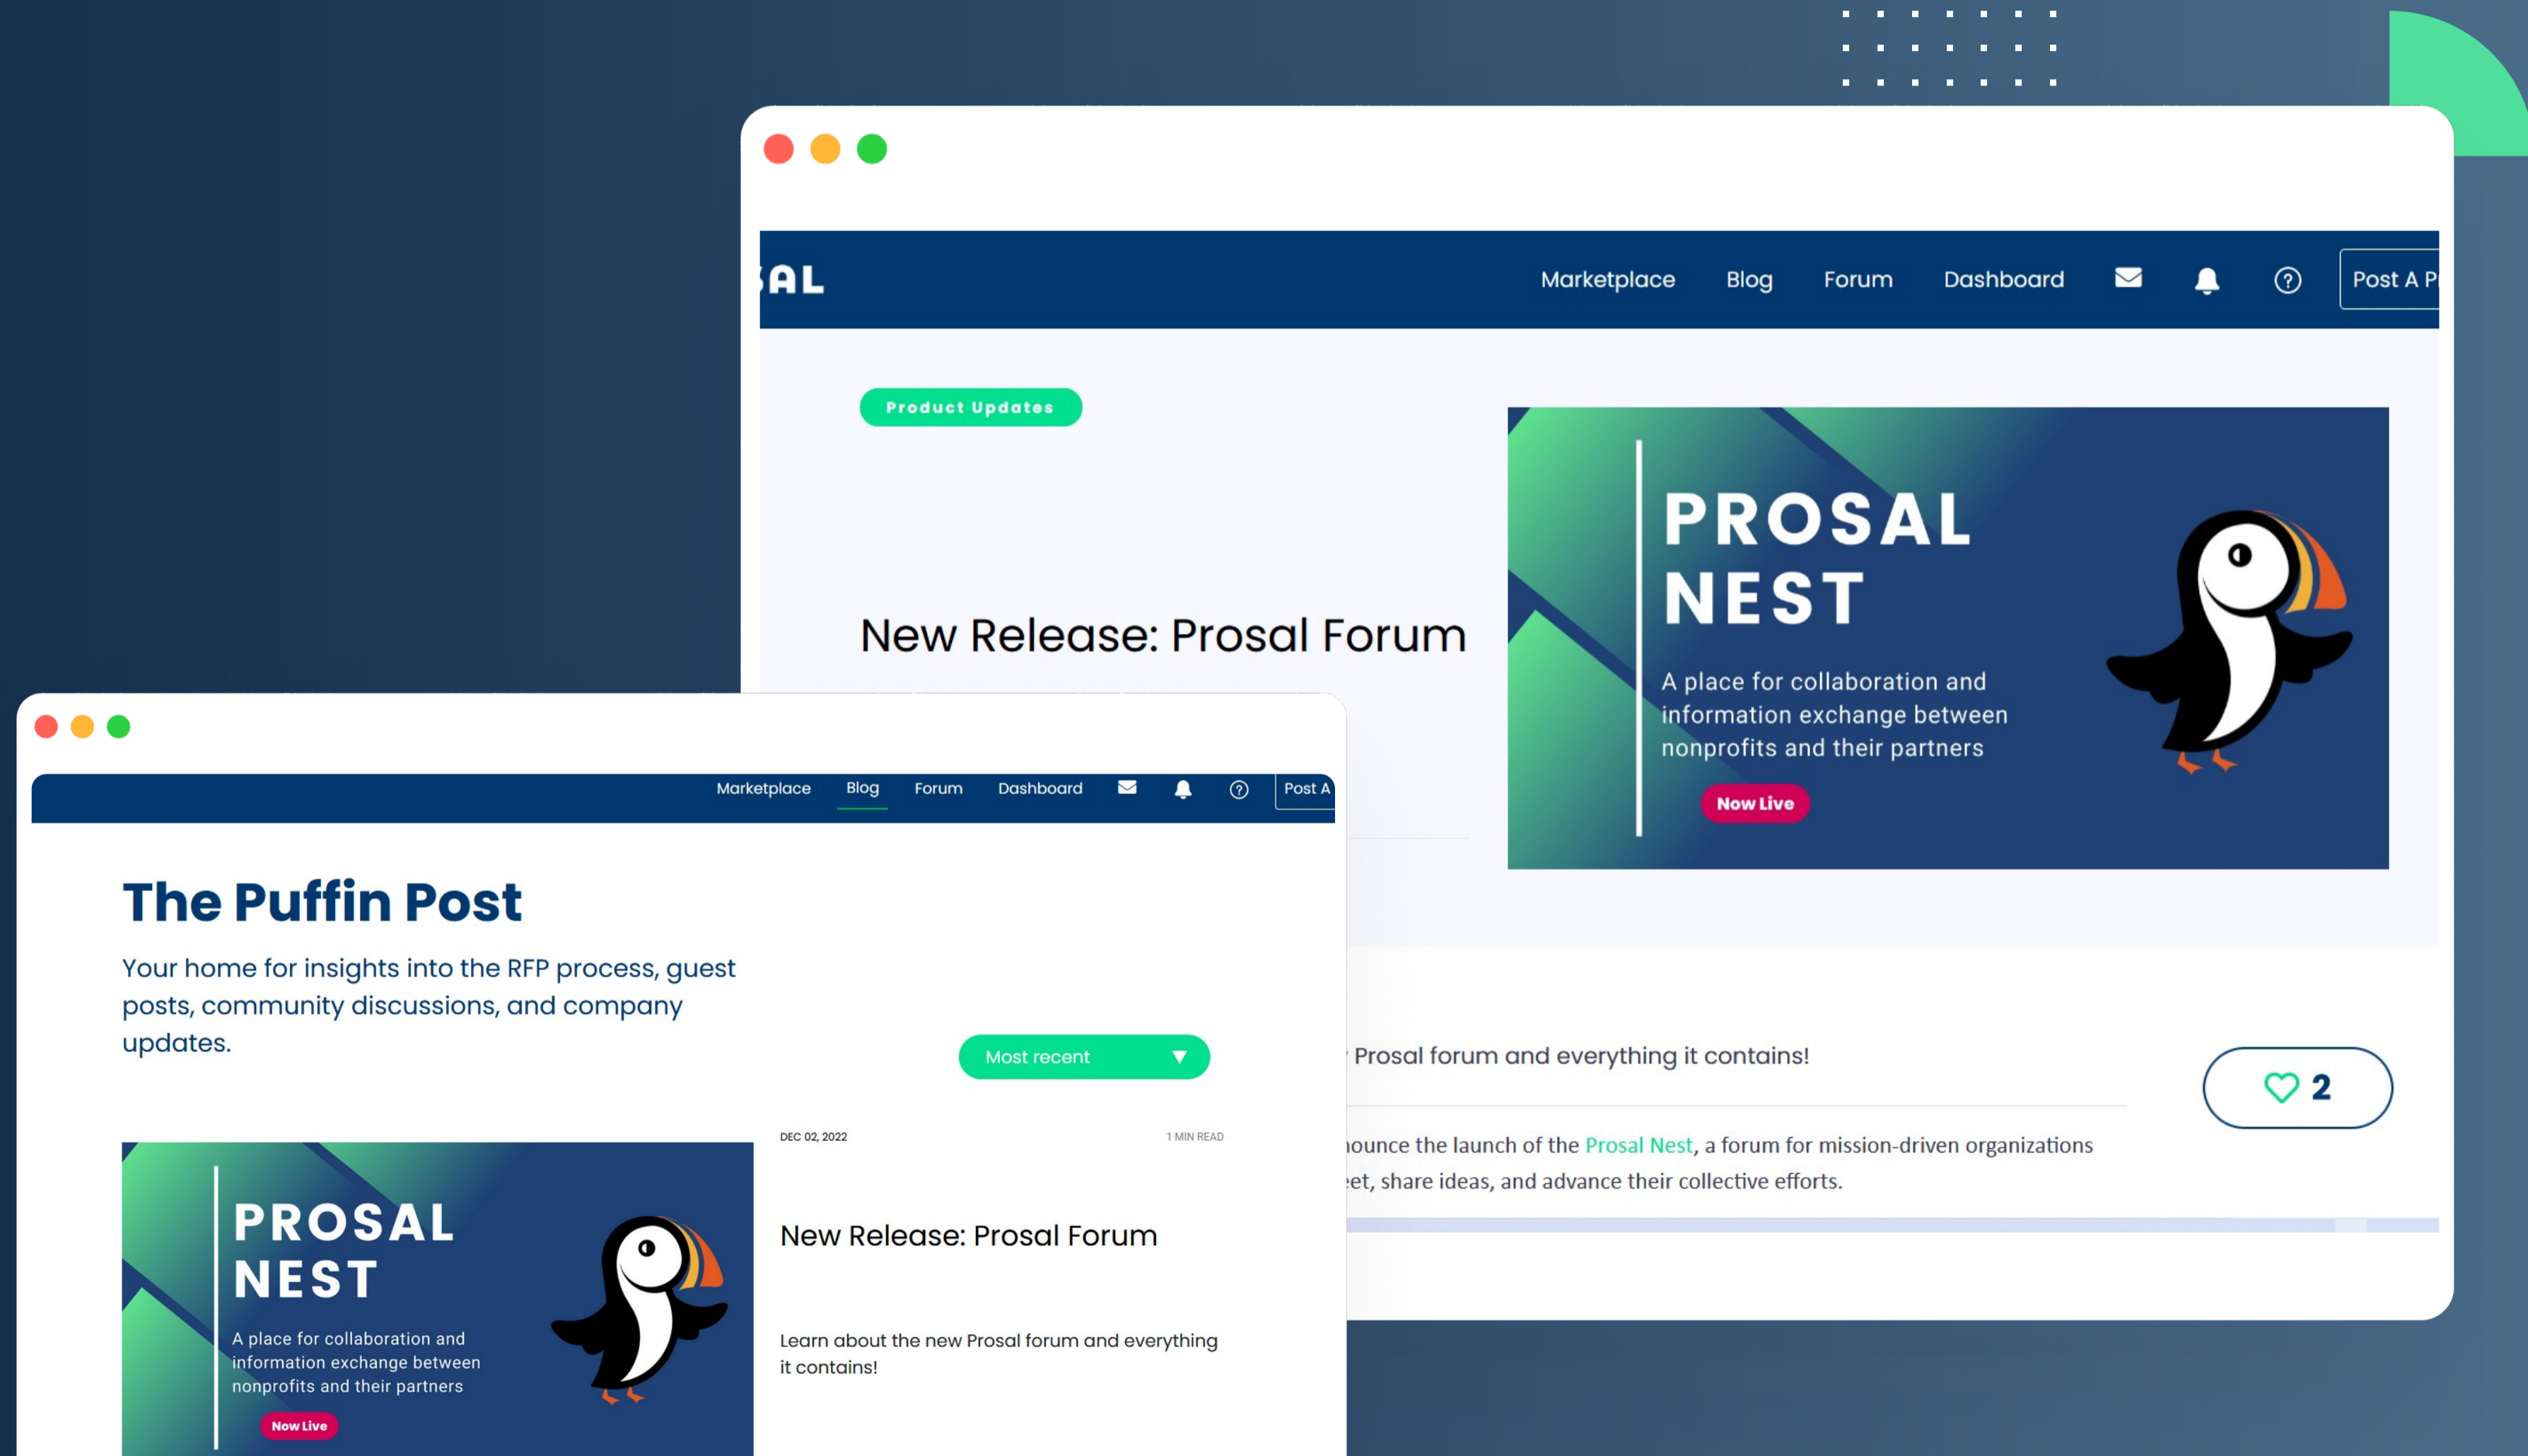 Marketplace Blog Forum Dashboard Post A
Product Updates
PROSAL
NEST
A place for collaboration and
information exchange between
nonprofits and their partners
Now Live
New Release: Prosal Forum
Prosal forum and everything it contains!
2
the launch of the Prosal Nest, a forum for mission-driven organizations
share ideas, and advance their collective efforts.
Marketplace Blog Forum Dashboard Post A
The Puffin Post
Your home for insights into the RFP process, guest
posts, community discussions, and company
updates.
Most recent
DEC 02, 2022
1 MIN READ
PROSAL
NEST
A place for collaboration and
information exchange between
nonprofits and their partners
Now Live
New Release: Prosal Forum
Learn about the new Prosal forum and everything
it contains!